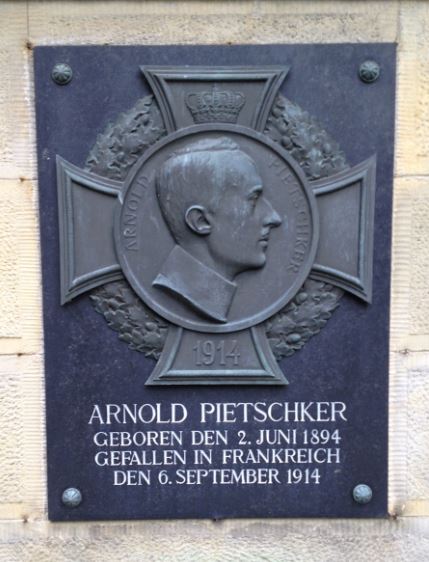 ARNOLD PIETSCHKER
1914
ARNOLD PIETSCHKER
GEBOREN DEN 2. JUNI 1894
GEFALLEN IN FRANKREICH
DEN 6. SEPTEMBER 1914